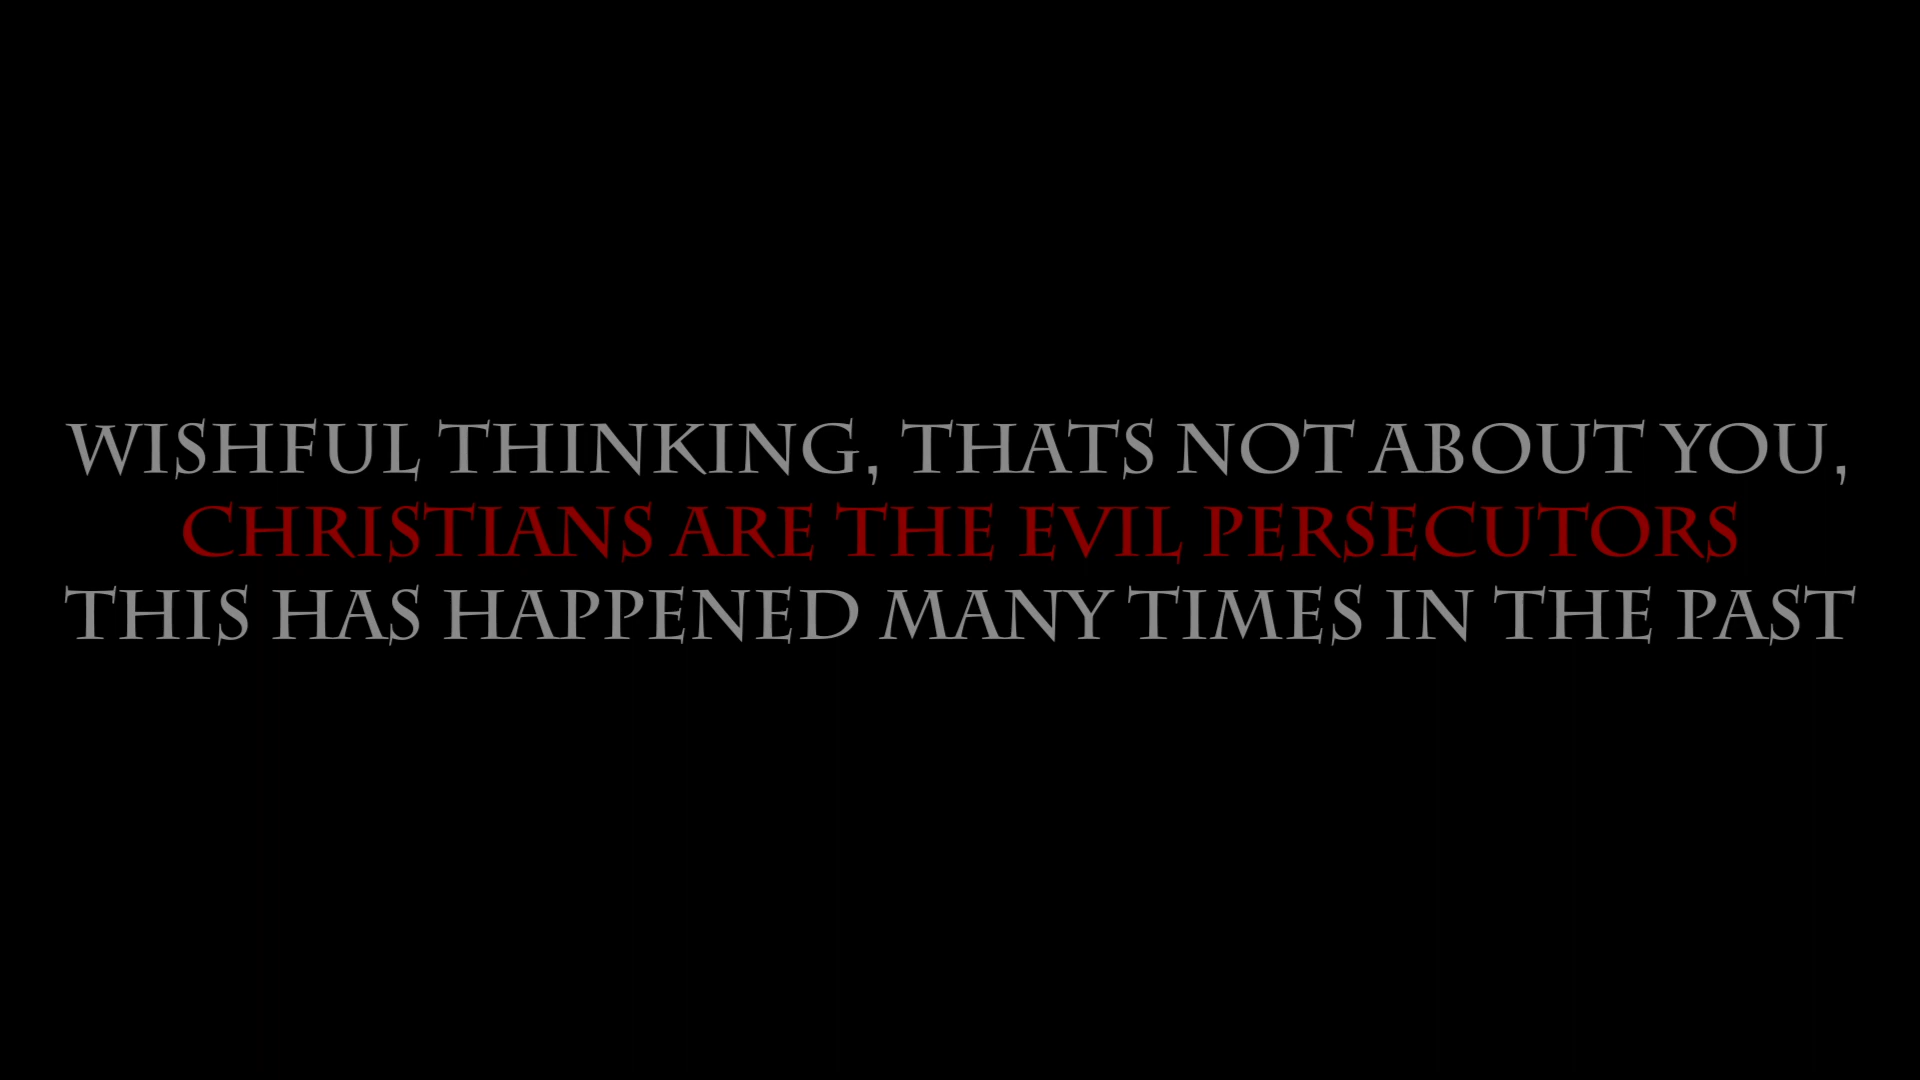 WISHFUL THINKING, THATS NOT ABOUT YOU,
CHRISTIANS ARE THE EVIL PERSECUTORS
THIS HAS HAPPENED MANY TIMES IN THE PAST